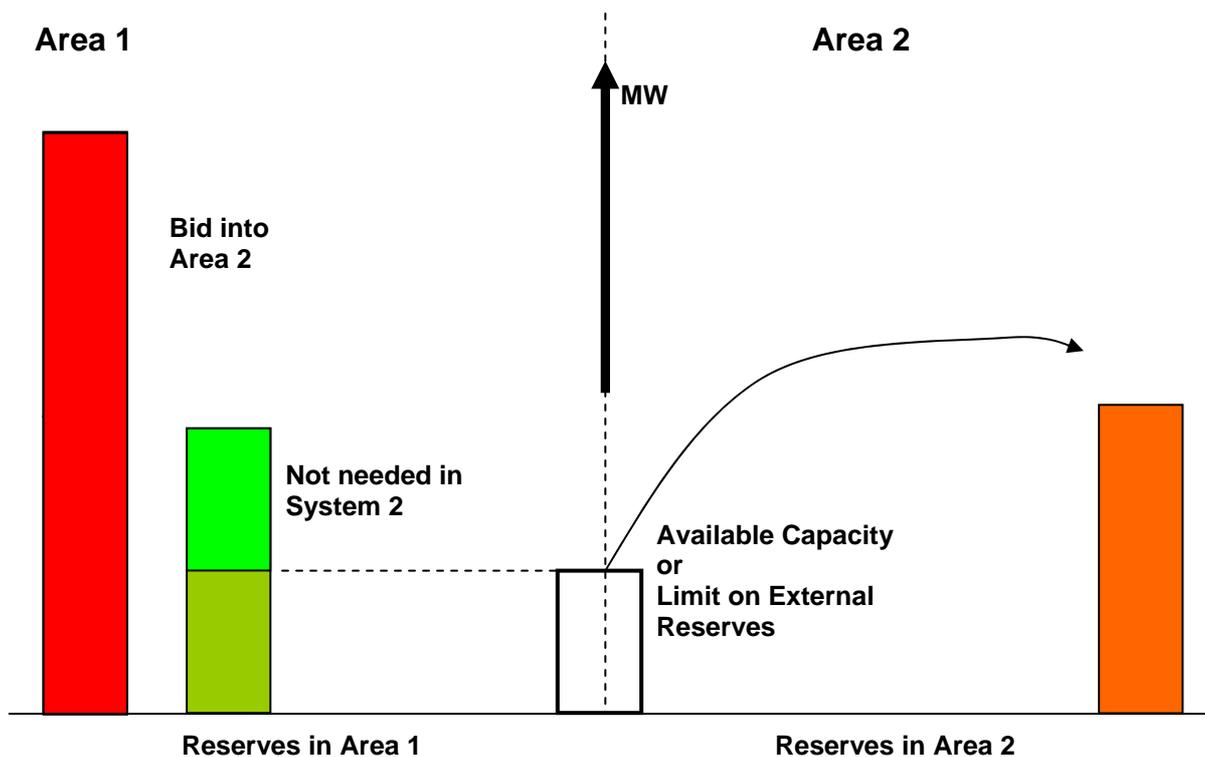 Area 1
Area 2
MW
Bid into
Area 2
Not needed in
System 2
Available Capacity
or
Limit on External
Reserves
Reserves in Area 1
Reserves in Area 2